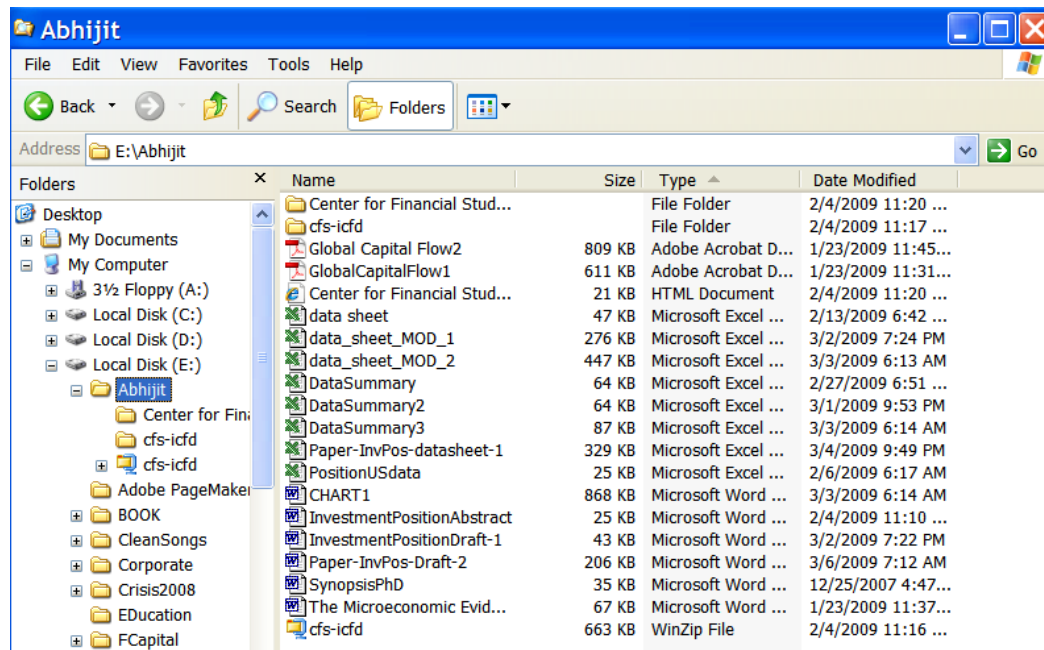 Abhijit
File Edit View Favorites Tools Help
Back Search Folders
Address E:\Abhijit Go
Folders × 
Desktop
My Documents
My Computer
3½ Floppy (A:)
Local Disk (C:)
Local Disk (D:)
Local Disk (E:)
Abhijit
Center for Fin
cfs-icfd
cfs-icfd
Adobe PageMaker
BOOK
CleanSongs
Corporate
Crisis2008
EDucation
FCapital
Name Size Type Date Modified
Center for Financial Stud... File Folder 2/4/2009 11:20 ...
cfs-icfd File Folder 2/4/2009 11:17 ...
Global Capital Flow2 809 KB Adobe Acrobat D... 1/23/2009 11:45...
GlobalCapitalFlow1 611 KB Adobe Acrobat D... 1/23/2009 11:31...
Center for Financial Stud... 21 KB HTML Document 2/4/2009 11:20 ...
data sheet 47 KB Microsoft Excel ... 2/13/2009 6:42 ...
data_sheet_MOD_1 276 KB Microsoft Excel ... 3/2/2009 7:24 PM
data_sheet_MOD_2 447 KB Microsoft Excel ... 3/3/2009 6:13 AM
DataSummary 64 KB Microsoft Excel ... 2/27/2009 6:51 ...
DataSummary2 64 KB Microsoft Excel ... 3/1/2009 9:53 PM
DataSummary3 87 KB Microsoft Excel ... 3/3/2009 6:14 AM
Paper-InvPos-datasheet-1 329 KB Microsoft Excel ... 3/4/2009 9:49 PM
PositionUSdata 25 KB Microsoft Excel ... 2/6/2009 6:17 AM
CHART1 868 KB Microsoft Word ... 3/3/2009 6:14 AM
InvestmentPositionAbstract 25 KB Microsoft Word ... 2/4/2009 11:10 ...
InvestmentPositionDraft-1 43 KB Microsoft Word ... 3/2/2009 7:22 PM
Paper-InvPos-Draft-2 206 KB Microsoft Word ... 3/6/2009 7:12 AM
SynopsisPhD 35 KB Microsoft Word ... 12/25/2007 4:47...
The Microeconomic Evid... 67 KB Microsoft Word ... 1/23/2009 11:37...
cfs-icfd 663 KB WinZip File 2/4/2009 11:16 ...